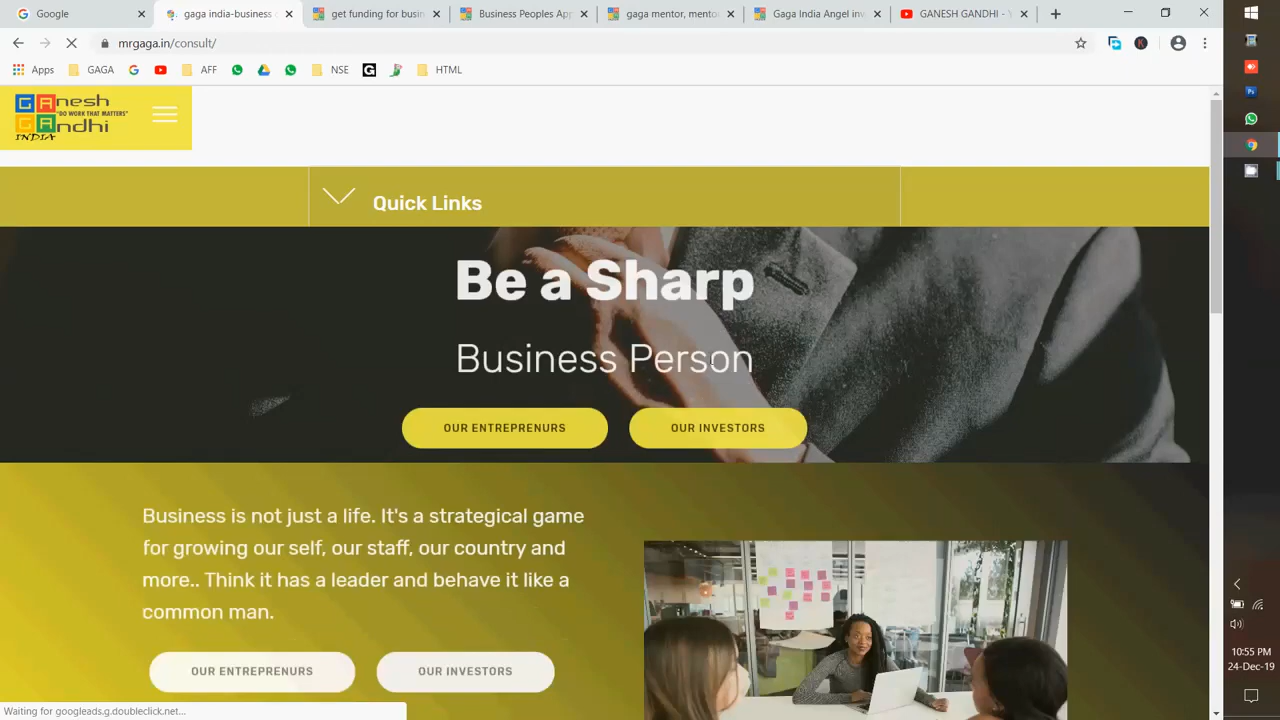 Google
gaga india-business c
get funding for busin
Business Peoples App
gaga mentor, mento
Gaga India Angel inv
GANESH GANDHI - Y
mrgaga.in/consult/
Apps
GAGA
AFF
NSE
HTML
GAnesh
"DO WORK THAT MATTERS"
GAndhi
INDIA
Quick Links
Be a Sharp
Business Person
OUR ENTREPRENURS
OUR INVESTORS
Business is not just a life. It's a strategical game
for growing our self, our staff, our country and
more.. Think it has a leader and behave it like a
common man.
OUR ENTREPRENURS
OUR INVESTORS
10:55 PM
24-Dec-19
Waiting for googleads.g.doubleclick.net...